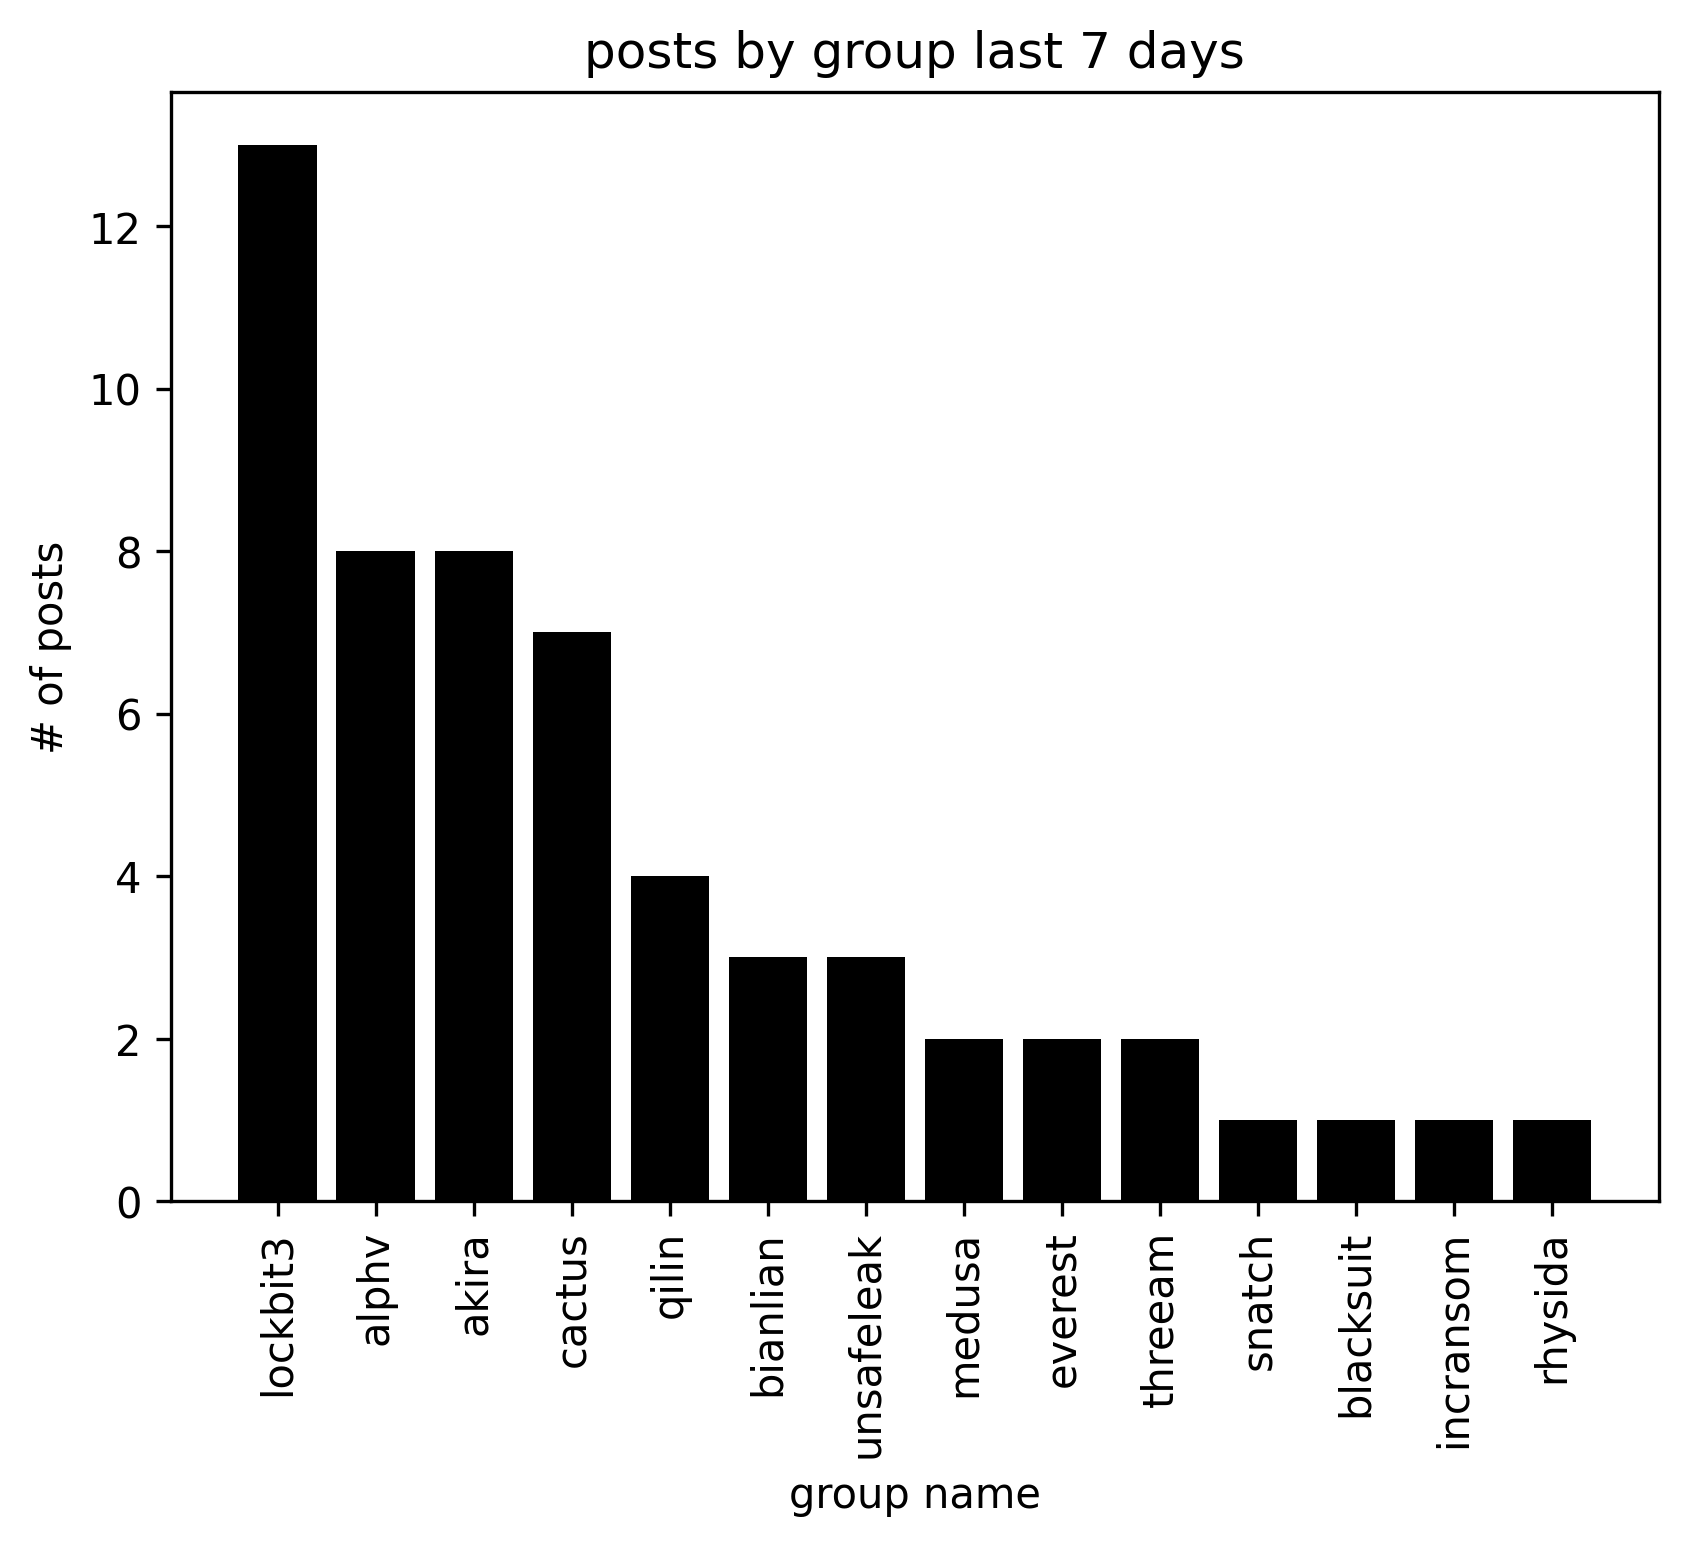 posts by group last 7 days
# of posts
12
10
8
6
4
2
0
lockbit3
alphv
akira
cactus
qilin
bianlian
unsafeleak
medusa
everest
threeam
snatch
blacksuit
incransom
rhysida
group name